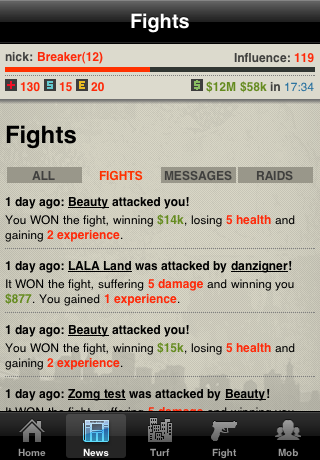 Fights
nick: Breaker(12)
Influence: 119
130 S 15 E 20
$ $12M $58k in 17:34
Fights
ALL FIGHTS MESSAGES RAIDS
1 day ago: Beauty attacked you!
You WON the fight, winning $14k, losing 5 health and
gaining 2 experience.
1 day ago: LALA Land was attacked by danzigner!
It WON the fight, suffering 5 damage and winning you
$877. You gained 1 experience.
1 day ago: Beauty attacked you!
You WON the fight, winning $15k, losing 5 health and
gaining 2 experience.
1 day ago: Zomg test was attacked by Beauty!
It WON the fight, suffering 5 damage and winning you
Home News Turf Fight Mob